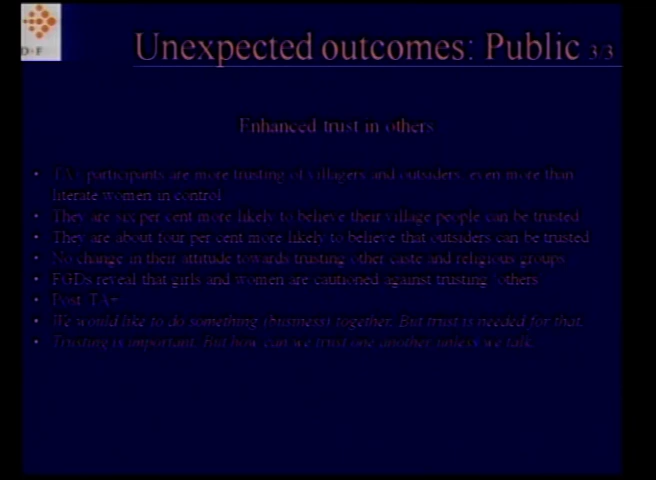 D+F
Unexpected outcomes: Public 3/3
Enhanced trust in others
• TA+ participants are more trusting of villagers and outsiders, even more than
literate women in control
• They are six per cent more likely to believe their village people can be trusted
• They are about four per cent more likely to believe that outsiders can be trusted
• No change in their attitude towards trusting other caste and religious groups
• FGDs reveal that girls and women are cautioned against trusting ‘others’
• Post TA+
• We would like to do something (business) together. But trust is needed for that.
• Trusting is important. But how can we trust one another unless we talk.